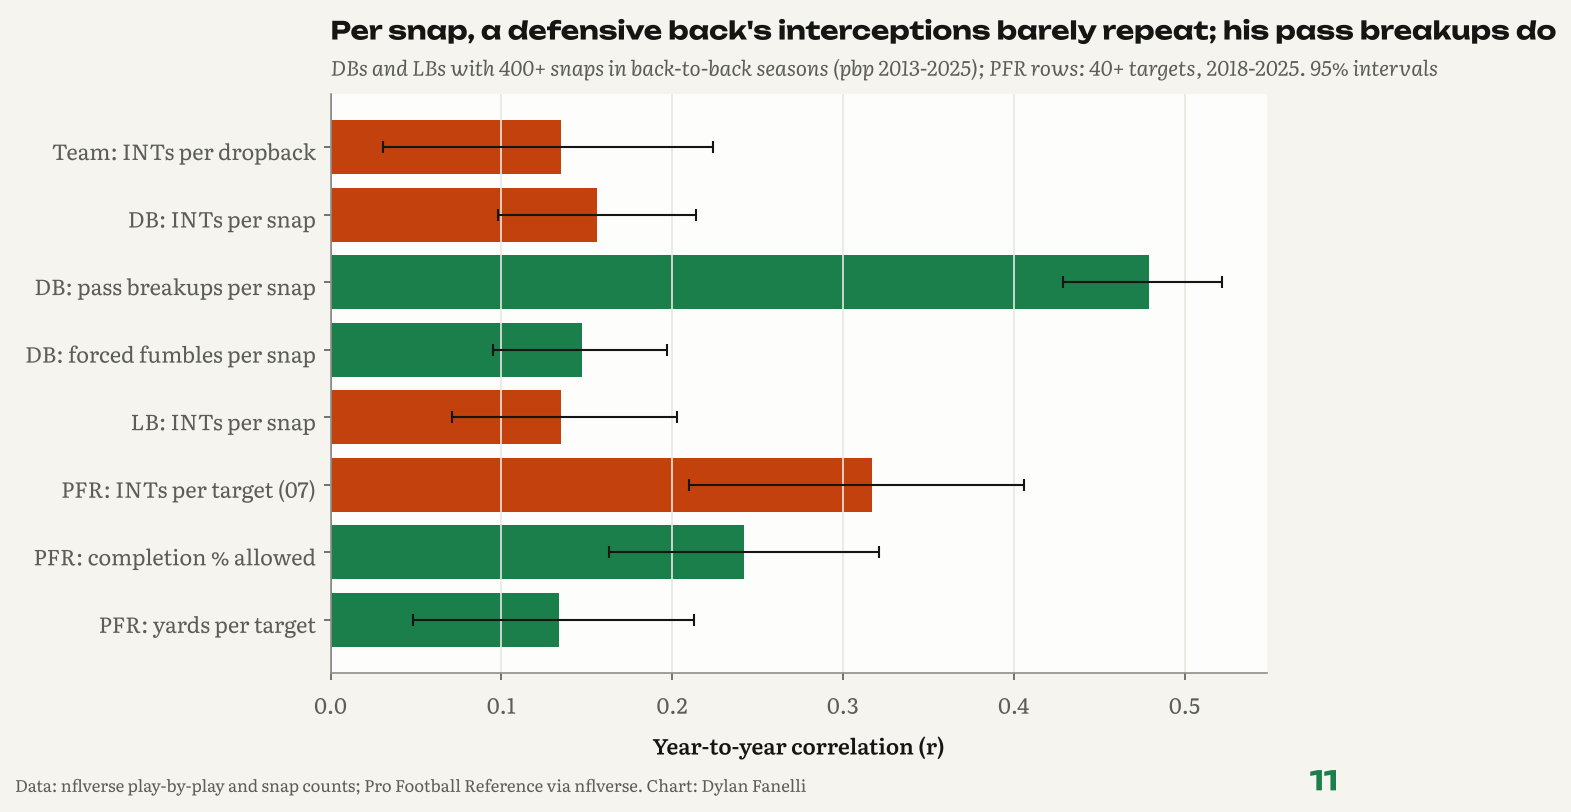 Per snap, a defensive back's interceptions barely repeat; his pass breakups do
DBs and LBs with 400+ snaps in back-to-back seasons (pbp 2013-2025); PFR rows: 40+ targets, 2018-2025. 95% intervals
Team: INTs per dropback
DB: INTs per snap
DB: pass breakups per snap
DB: forced fumbles per snap
LB: INTs per snap
PFR: INTs per target (07)
PFR: completion % allowed
PFR: yards per target
0.0 0.1 0.2 0.3 0.4 0.5
Year-to-year correlation (r)
Data: nflverse play-by-play and snap counts; Pro Football Reference via nflverse. Chart: Dylan Fanelli
11